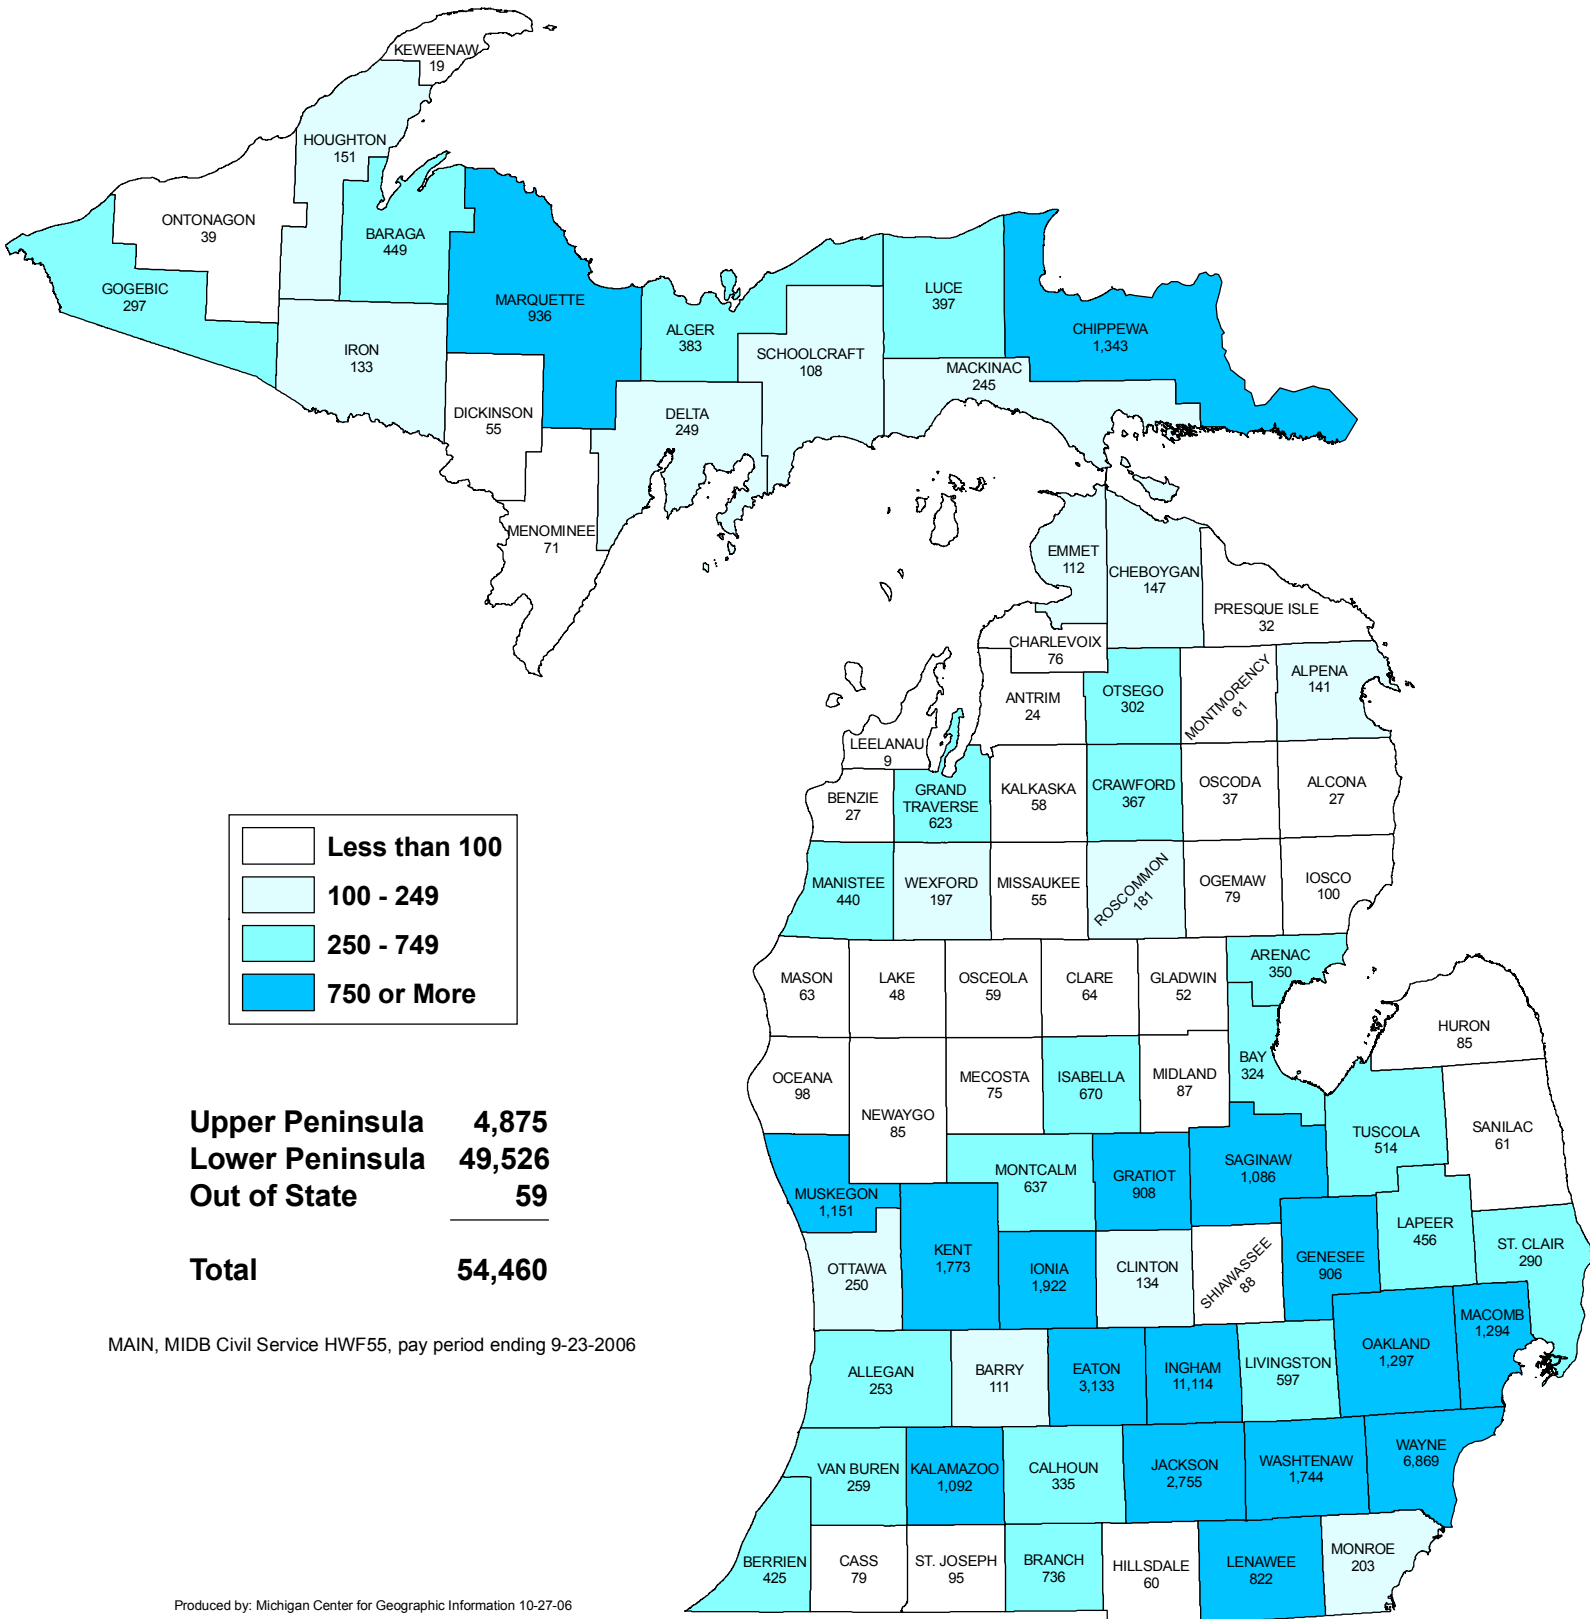 KEWEENAW
19
HOUGHTON
151
ONTONAGON
39
BARAGA
449
GOGEBIC
297
MARQUETTE
936
LUCE
397
CHIPPEWA
1,343
ALGER
383
IRON
133
SCHOOLCRAFT
108
MACKINAC
245
DICKINSON
55
DELTA
249
MENOMINEE
71
EMMET
112
CHEBOYGAN
147
PRESQUE ISLE
32
CHARLEVOIX
76
ANTRIM
24
OTSEGO
302
MONTMORENCY
61
ALPENA
141
LEELANAU
9
BENZIE
27
GRAND
TRAVERSE
623
KALKASKA
58
CRAWFORD
367
OSCODA
37
ALCONA
27
MANISTEE
440
WEXFORD
197
MISSAUKEE
55
ROSCOMMON
181
OGEMAW
79
IOSCO
100
Less than 100
100 - 249
250 - 749
750 or More
MASON
63
LAKE
48
OSCEOLA
59
CLARE
64
GLADWIN
52
ARENAC
350
HURON
85
OCEANA
98
NEWAYGO
85
MECOSTA
75
ISABELLA
670
MIDLAND
87
BAY
324
TUSCOLA
514
SANILAC
61
Upper Peninsula 4,875
Lower Peninsula 49,526
Out of State 59
Total 54,460
MUSKEGON
1,151
MONTCALM
637
GRATIOT
908
SAGINAW
1,086
LAPEER
456
ST. CLAIR
290
OTTAWA
250
KENT
1,773
IONIA
1,922
CLINTON
134
SHIAWASSEE
88
GENESEE
906
MAIN, MIDB Civil Service HWF55, pay period ending 9-23-2006
ALLEGAN
253
BARRY
111
EATON
3,133
INGHAM
11,114
LIVINGSTON
597
OAKLAND
1,297
MACOMB
1,294
VAN BUREN
259
KALAMAZOO
1,092
CALHOUN
335
JACKSON
2,755
WASHTENAW
1,744
WAYNE
6,869
BERRIEN
425
CASS
79
ST. JOSEPH
95
BRANCH
736
HILLSDALE
60
LENAWEE
822
MONROE
203
Produced by: Michigan Center for Geographic Information 10-27-06